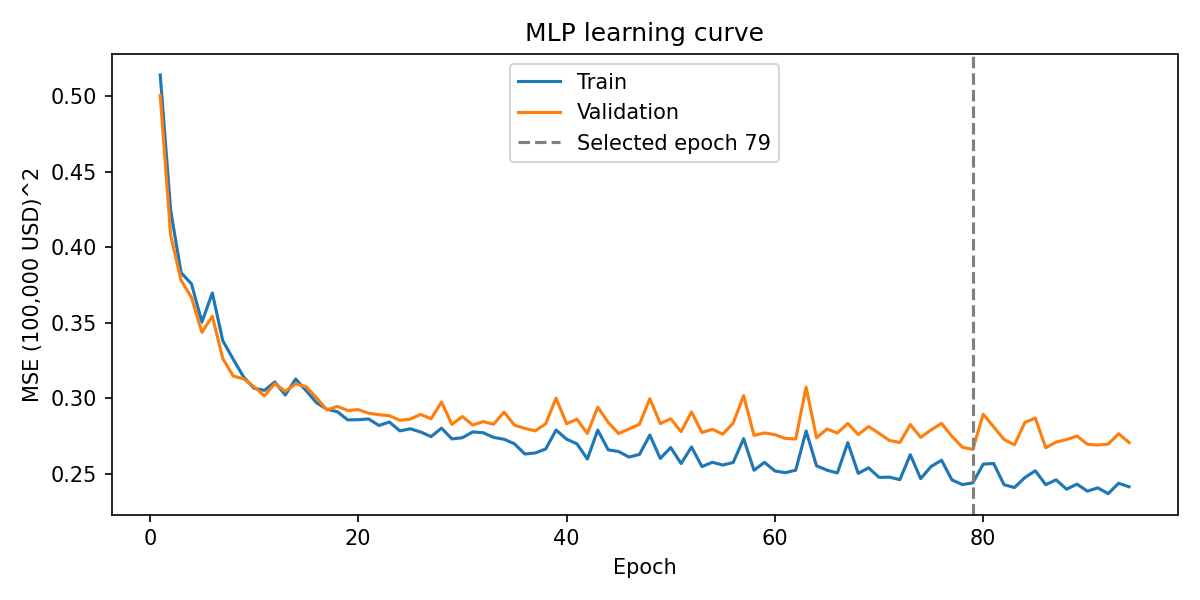 MLP learning curve
Train
Validation
Selected epoch 79
MSE (100,000 USD)^2
0.50
0.45
0.40
0.35
0.30
0.25
0
20
40
60
80
Epoch